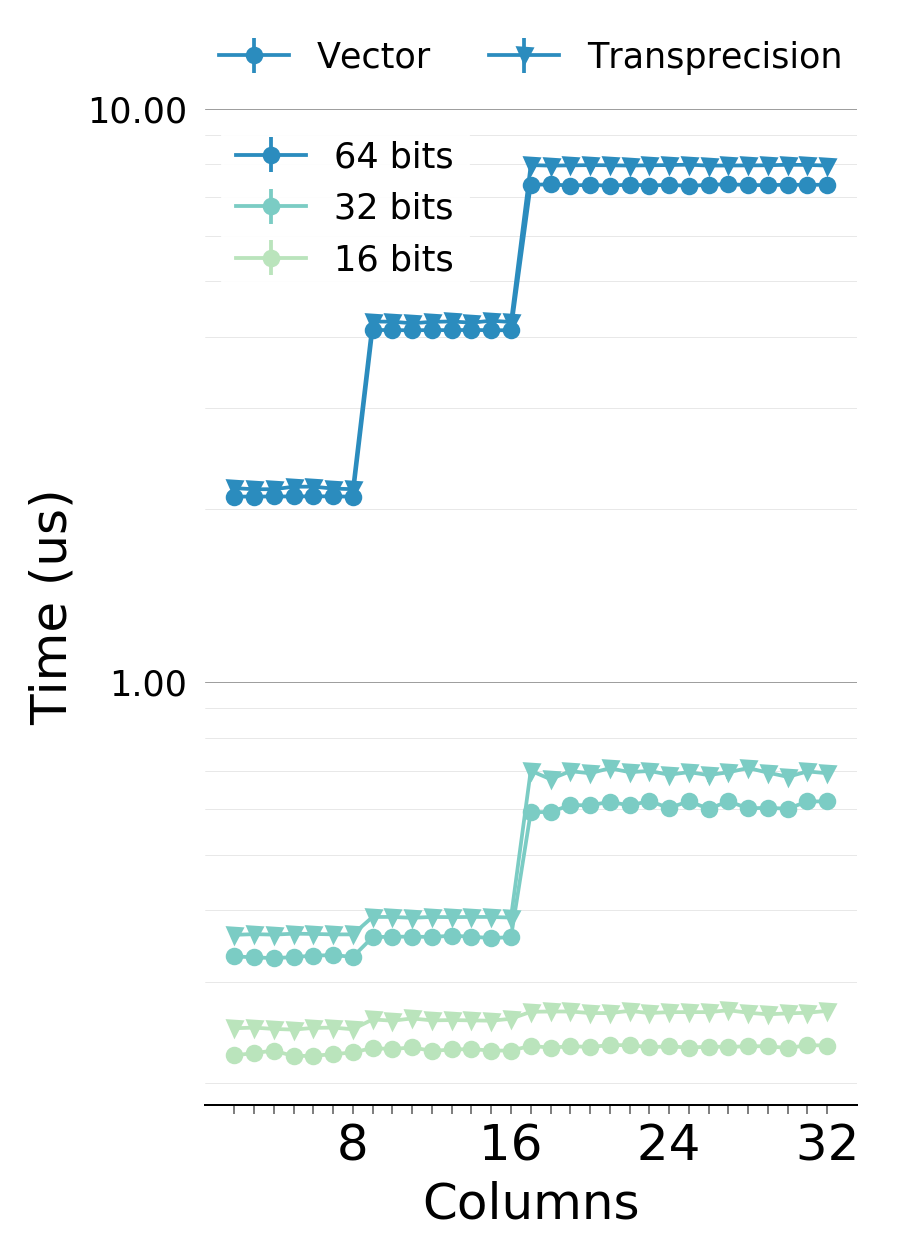 Vector Transprecision
10.00
64 bits
32 bits
16 bits
Time (us)
1.00
8 16 24 32
Columns